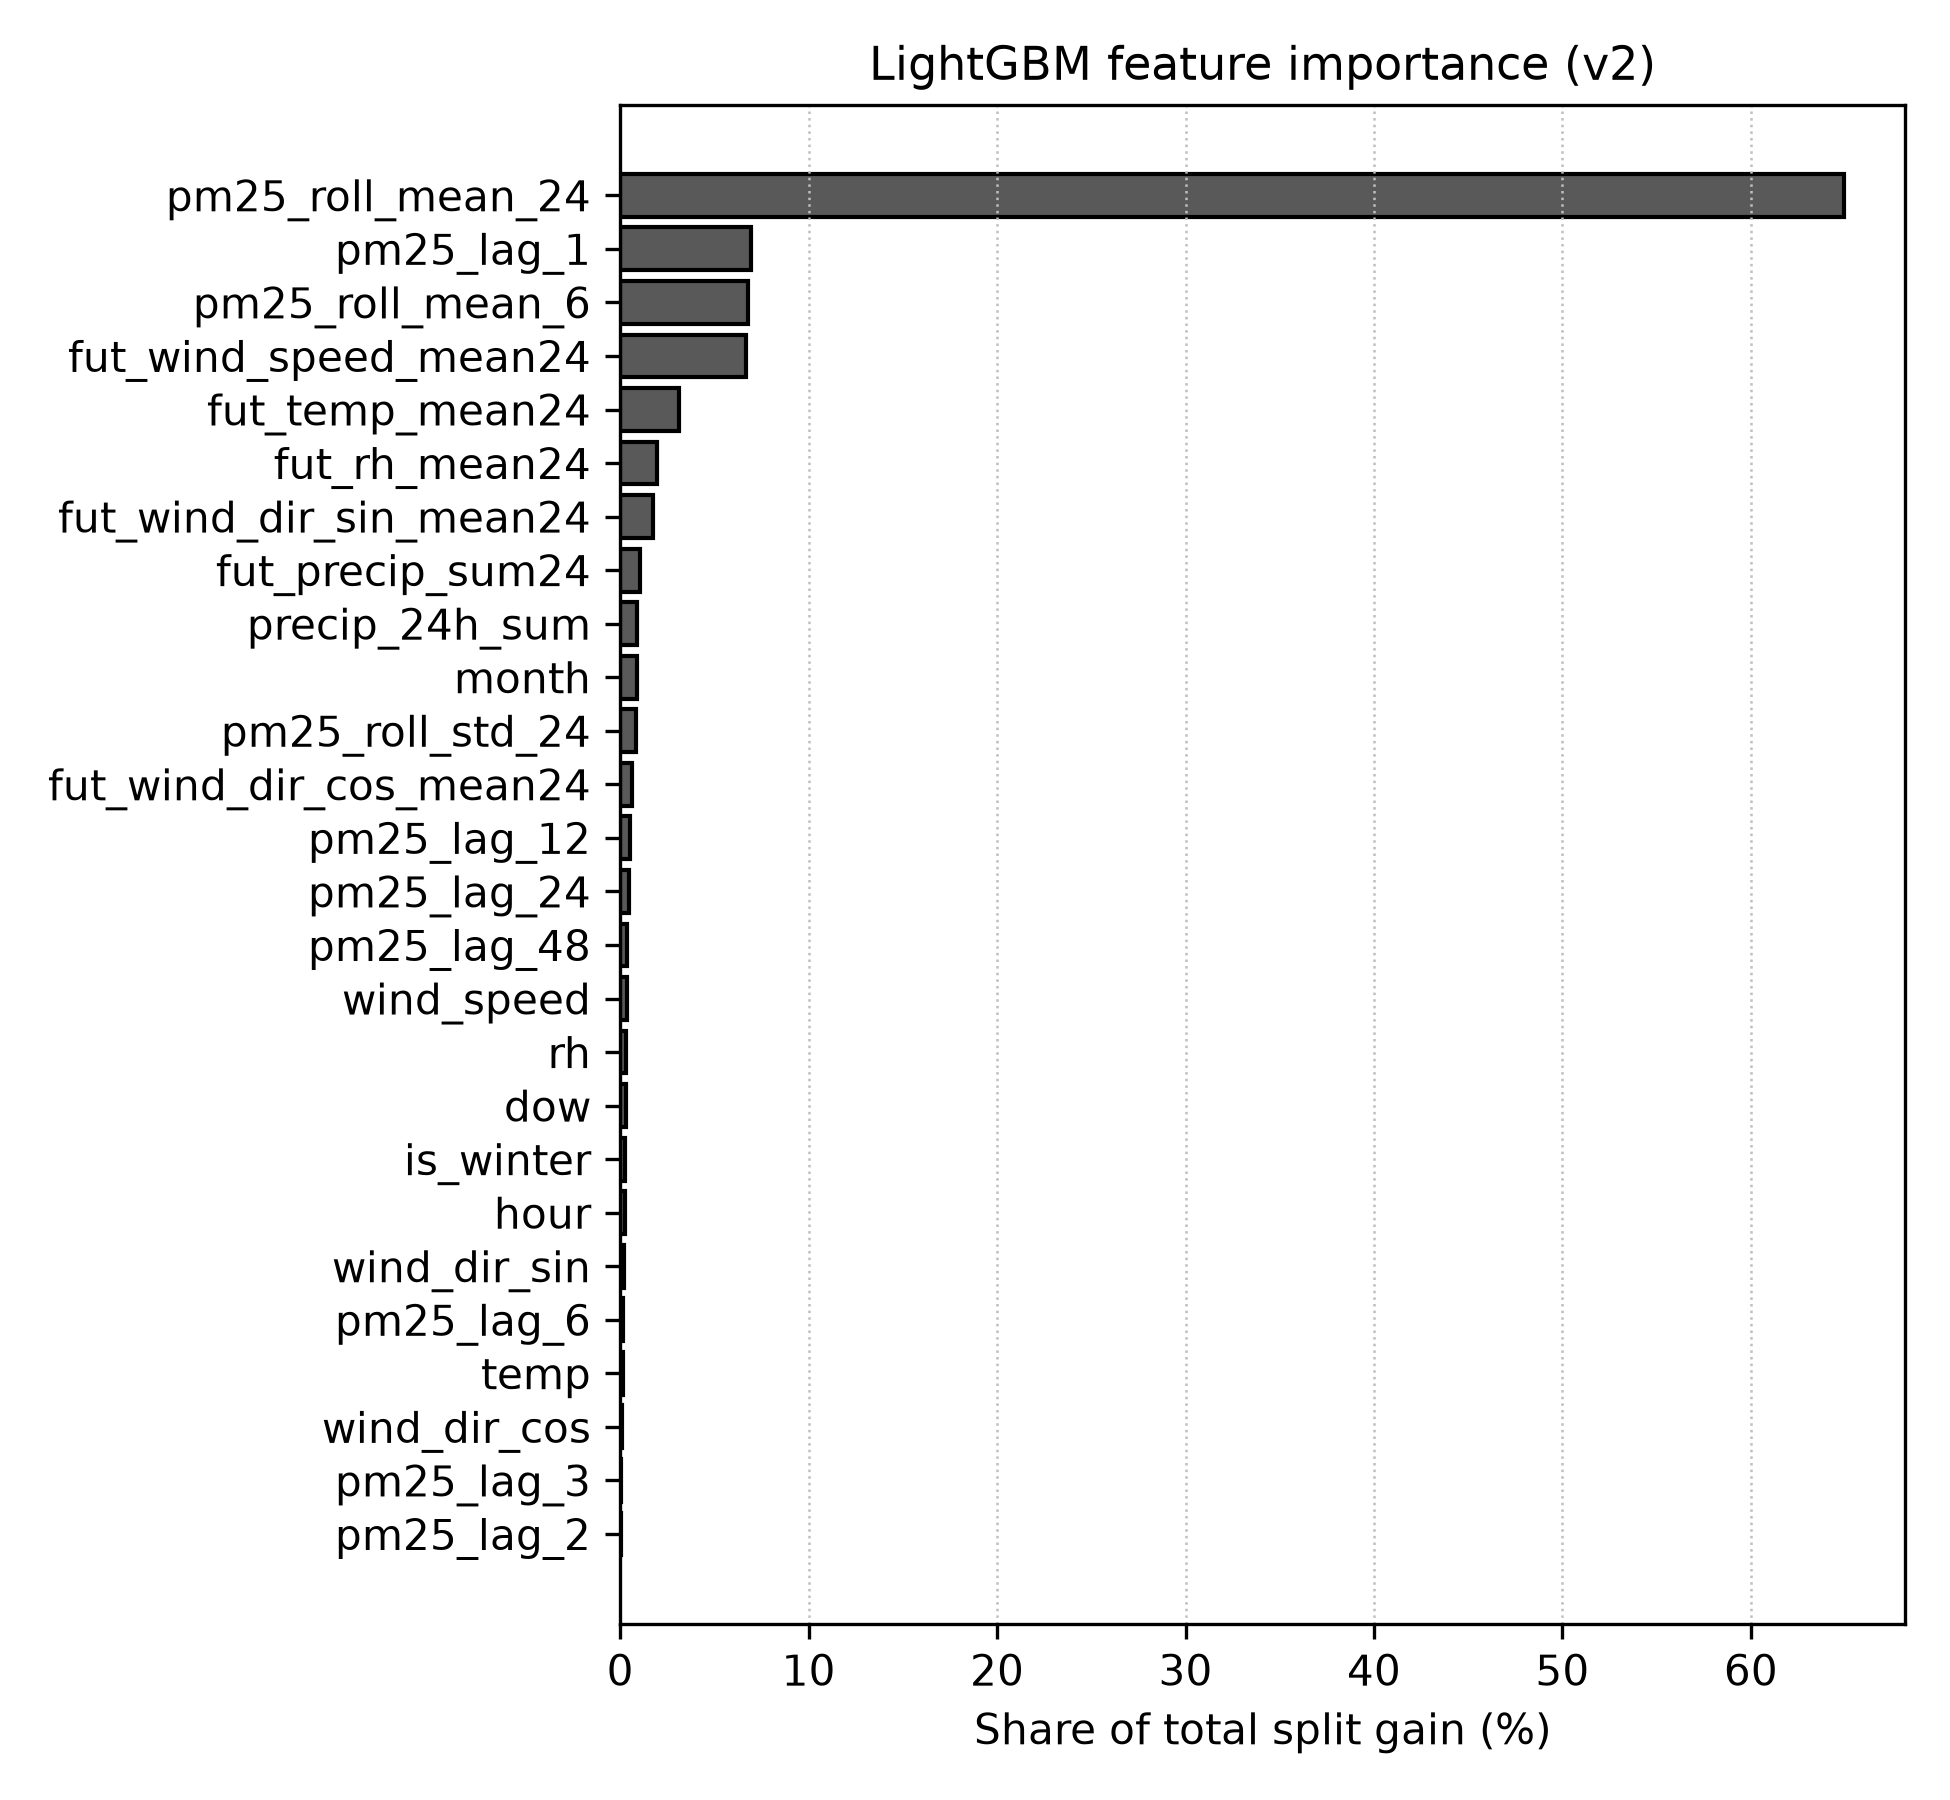 LightGBM feature importance (v2)
pm25_roll_mean_24
pm25_lag_1
pm25_roll_mean_6
fut_wind_speed_mean24
fut_temp_mean24
fut_rh_mean24
fut_wind_dir_sin_mean24
fut_precip_sum24
precip_24h_sum
month
pm25_roll_std_24
fut_wind_dir_cos_mean24
pm25_lag_12
pm25_lag_24
pm25_lag_48
wind_speed
rh
dow
is_winter
hour
wind_dir_sin
pm25_lag_6
temp
wind_dir_cos
pm25_lag_3
pm25_lag_2
0 10 20 30 40 50 60
Share of total split gain (%)